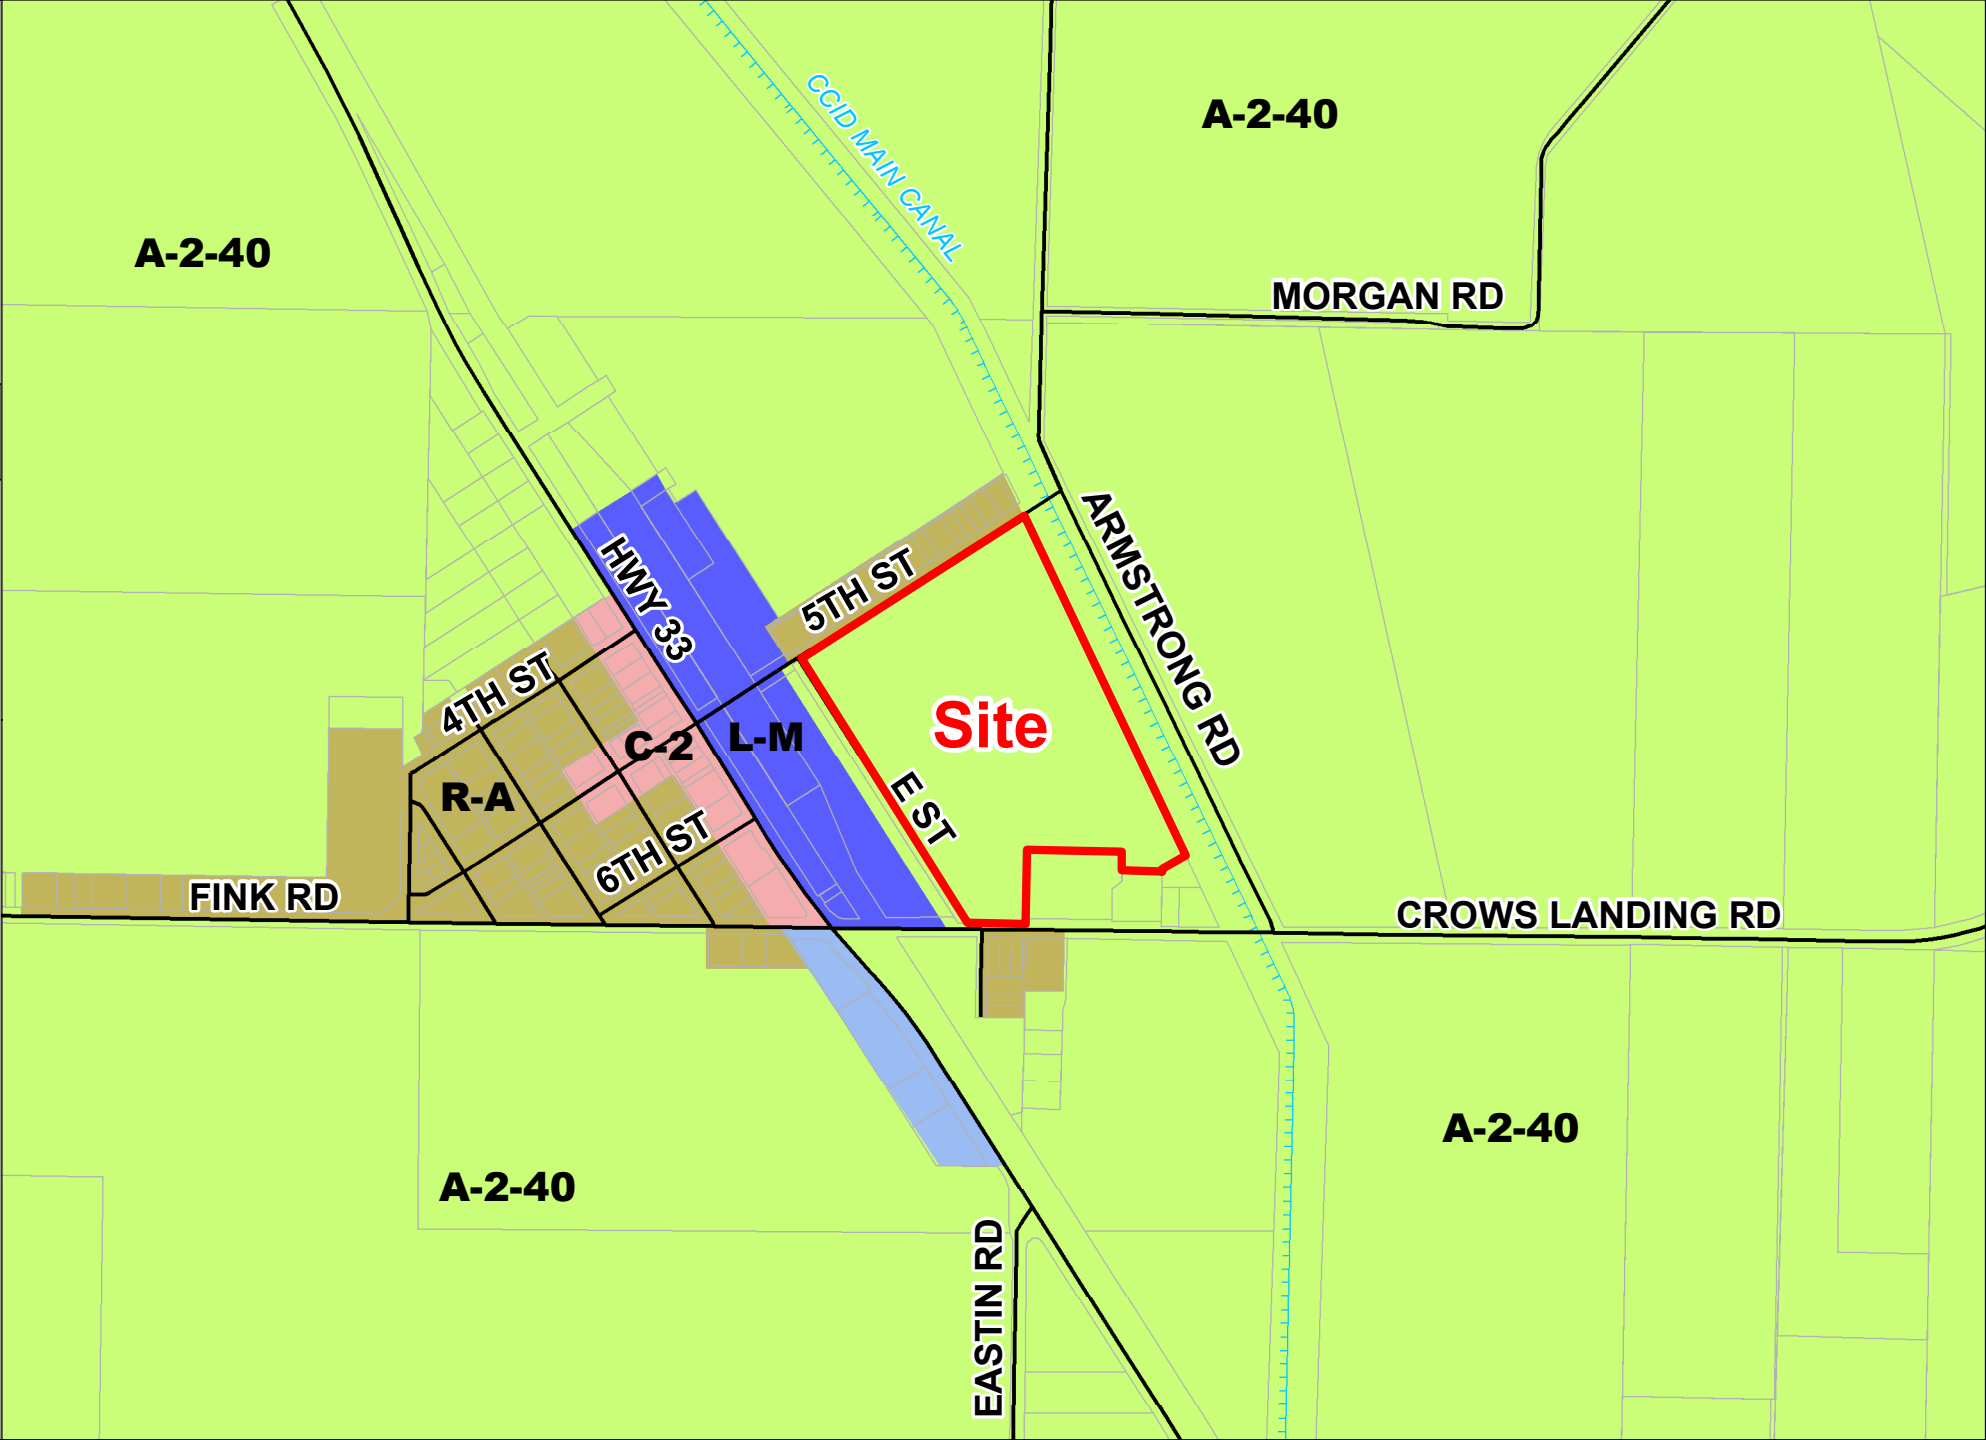 CCID MAIN CANAL
A-2-40
A-2-40
MORGAN RD
ARMSTRONG RD
HWY 33
5TH ST
4TH ST
Site
C-2
L-M
R-A
E ST
6TH ST
FINK RD
CROWS LANDING RD
A-2-40
A-2-40
EASTIN RD